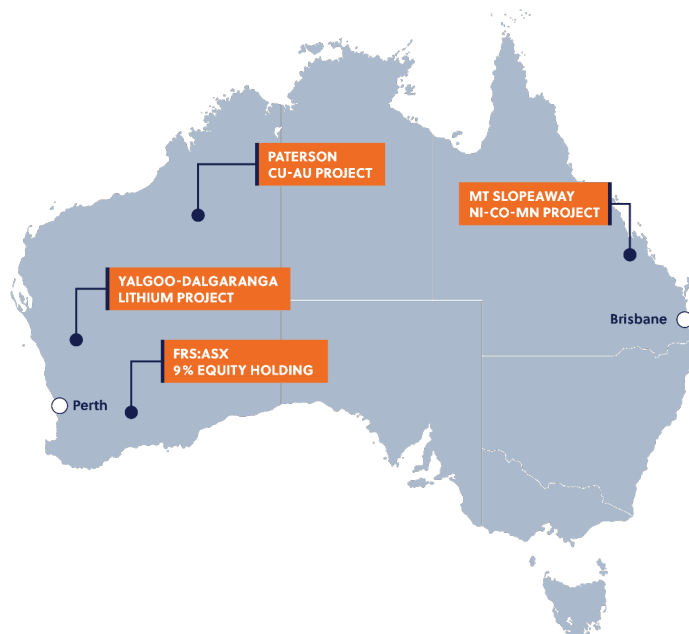 PATERSON
CU-AU PROJECT
MT SLOPEAWAY
NI-CO-MN PROJECT
YALGOO-DALGARANGA
LITHIUM PROJECT
Brisbane
FRS:ASX
9% EQUITY HOLDING
Perth